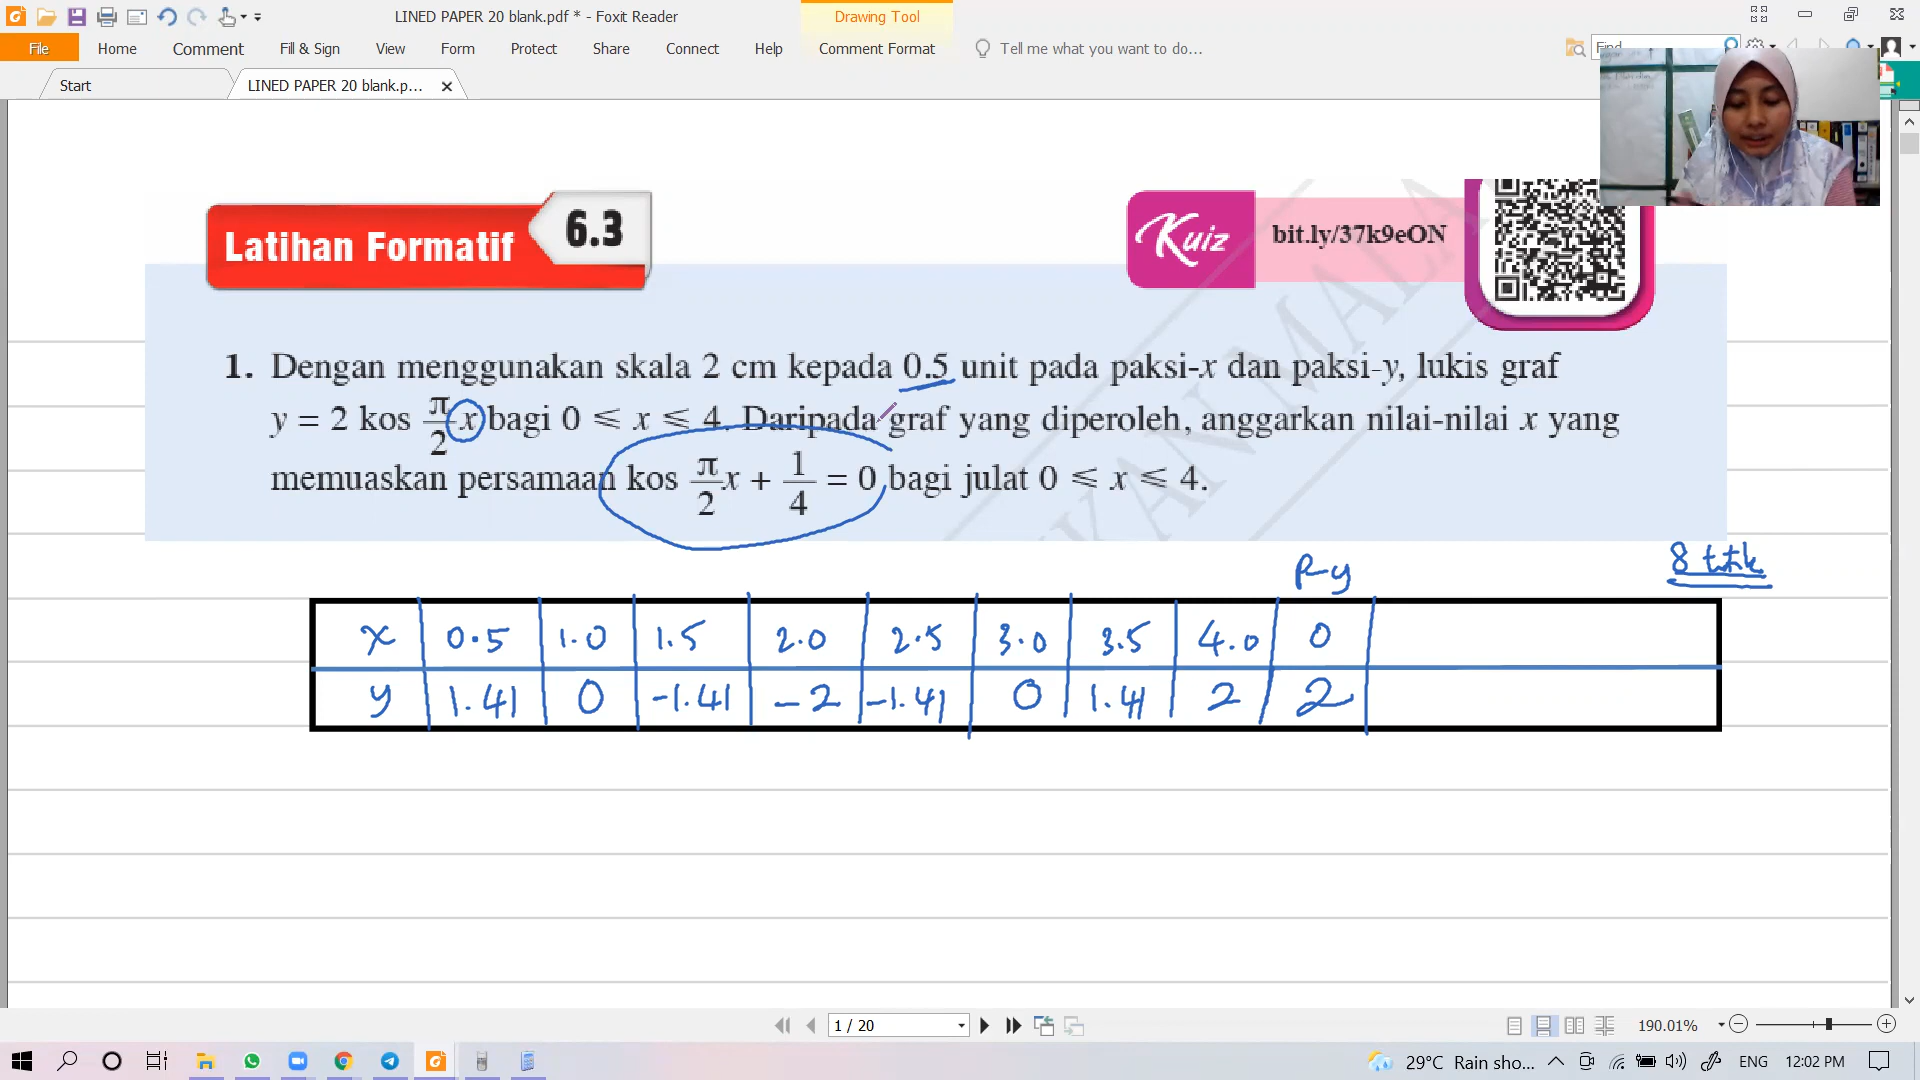 LINED PAPER 20 blank.pdf * - Foxit Reader
Drawing Tool
File Home Comment Fill & Sign View Form Protect Share Connect Help Comment Format Tell me what you want to do...
Find
Start LINED PAPER 20 blank.p...
Latihan Formatif 6.3
Kuiz bit.ly/37k9eON
1. Dengan menggunakan skala 2 cm kepada 0.5 unit pada paksi-x dan paksi-y, lukis graf
y = 2 kos π/2 x bagi 0 ≤ x ≤ 4. Daripada graf yang diperoleh, anggarkan nilai-nilai x yang
memuaskan persamaan kos π/2 x + 1/4 = 0 bagi julat 0 ≤ x ≤ 4.
8 titik
P-y
x 0.5 1.0 1.5 2.0 2.5 3.0 3.5 4.0 0
y 1.41 0 -1.41 -2 -1.41 0 1.41 2 2
1 / 20
190.01%
29°C Rain sho... ENG 12:02 PM